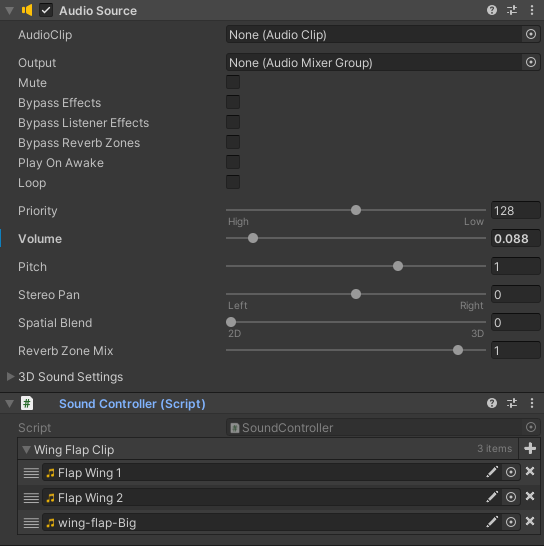 Audio Source
AudioClip None (Audio Clip)
Output None (Audio Mixer Group)
Mute
Bypass Effects
Bypass Listener Effects
Bypass Reverb Zones
Play On Awake
Loop
Priority 128
High Low
Volume 0.088
Pitch 1
Stereo Pan 0
Left Right
Spatial Blend 0
2D 3D
Reverb Zone Mix 1
3D Sound Settings
# Sound Controller (Script)
Script # SoundController
Wing Flap Clip 3 items
Flap Wing 1
Flap Wing 2
wing-flap-Big